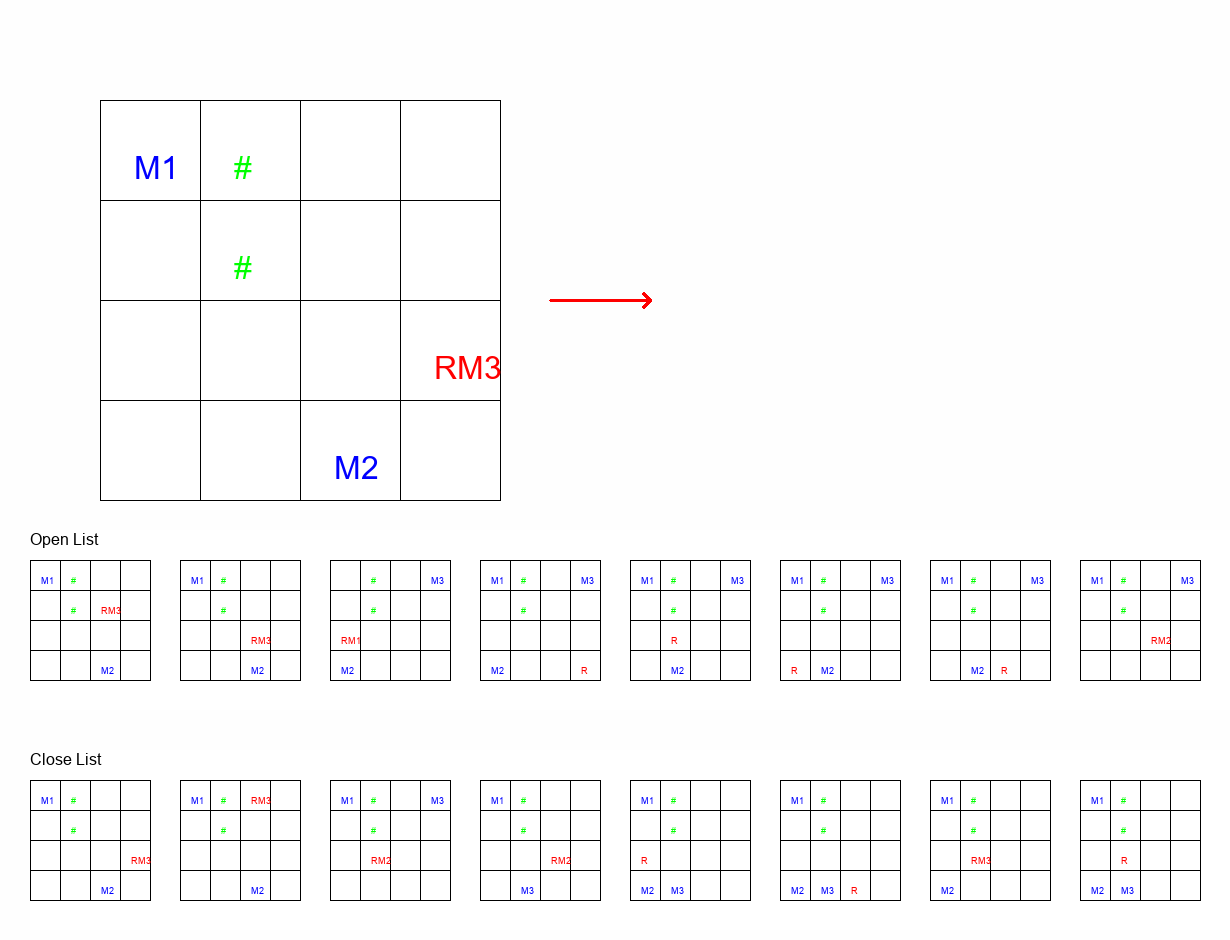 M1 #
#
RM3
M2
Open List
M1 # M1 # # M3 M1 # M3 M1 # M3 M1 # M3 M1 # M3 M1 # M3
# RM3 # # # # # # #
RM3 RM1 R RM2
M2 M2 M2 M2 R M2 R M2 M2 R
Close List
M1 # M1 # RM3 M1 # M3 M1 # M1 # M1 # M1 # M1 #
# # # # # # # #
RM3 RM2 RM2 R RM3 R
M2 M2 M3 M2 M3 M2 M3 R M2 M2 M3